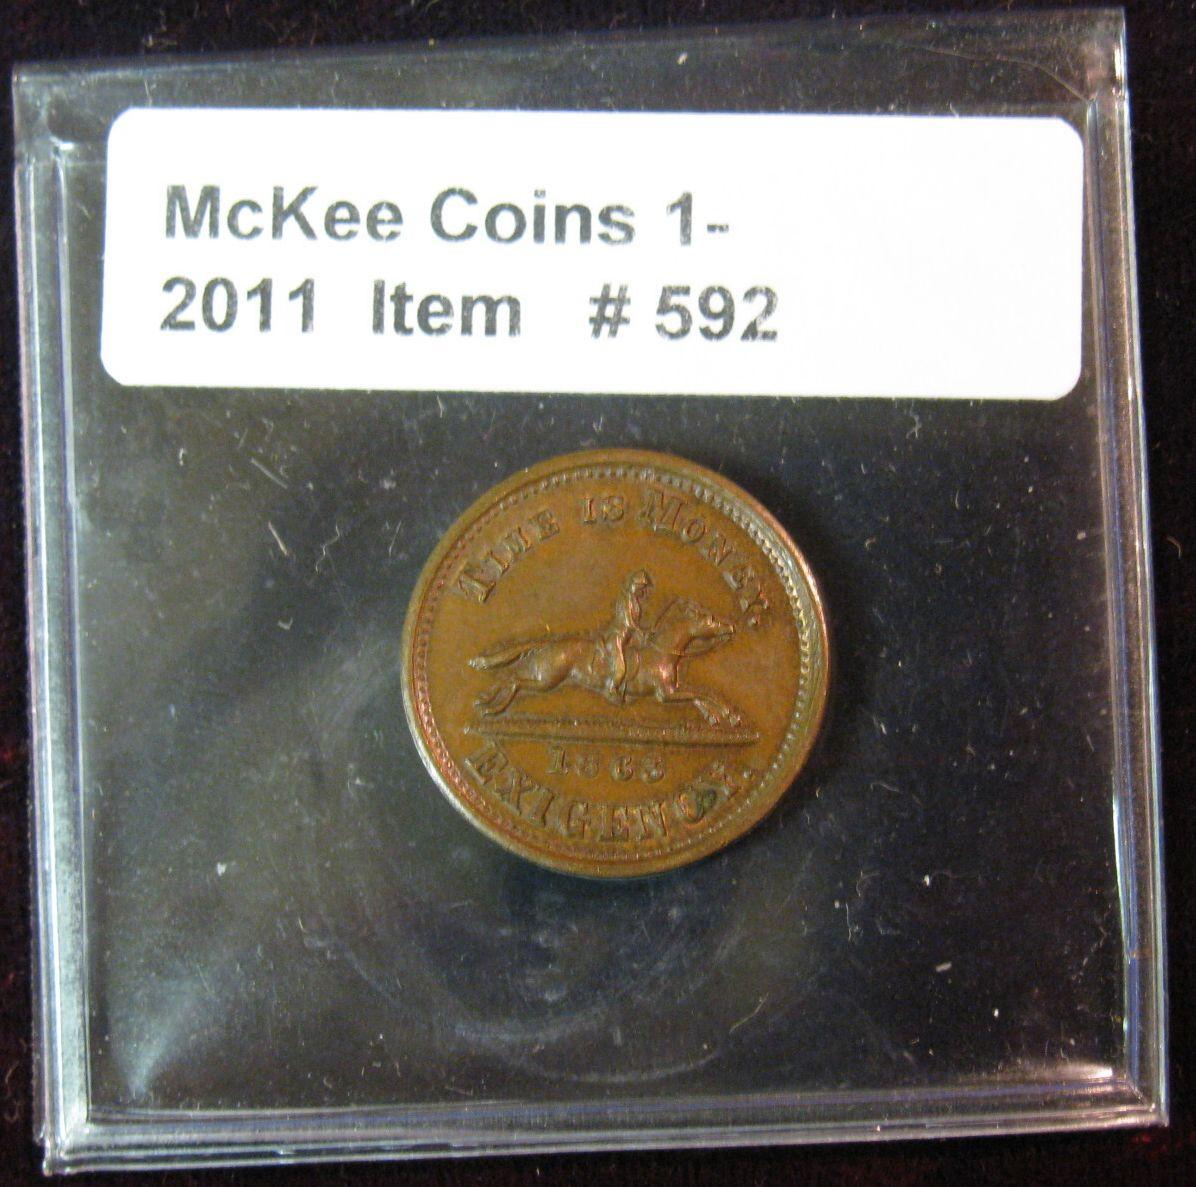 McKee Coins 1-
2011 Item # 592
TIME IS MONEY.
1863
EXIGENCY.